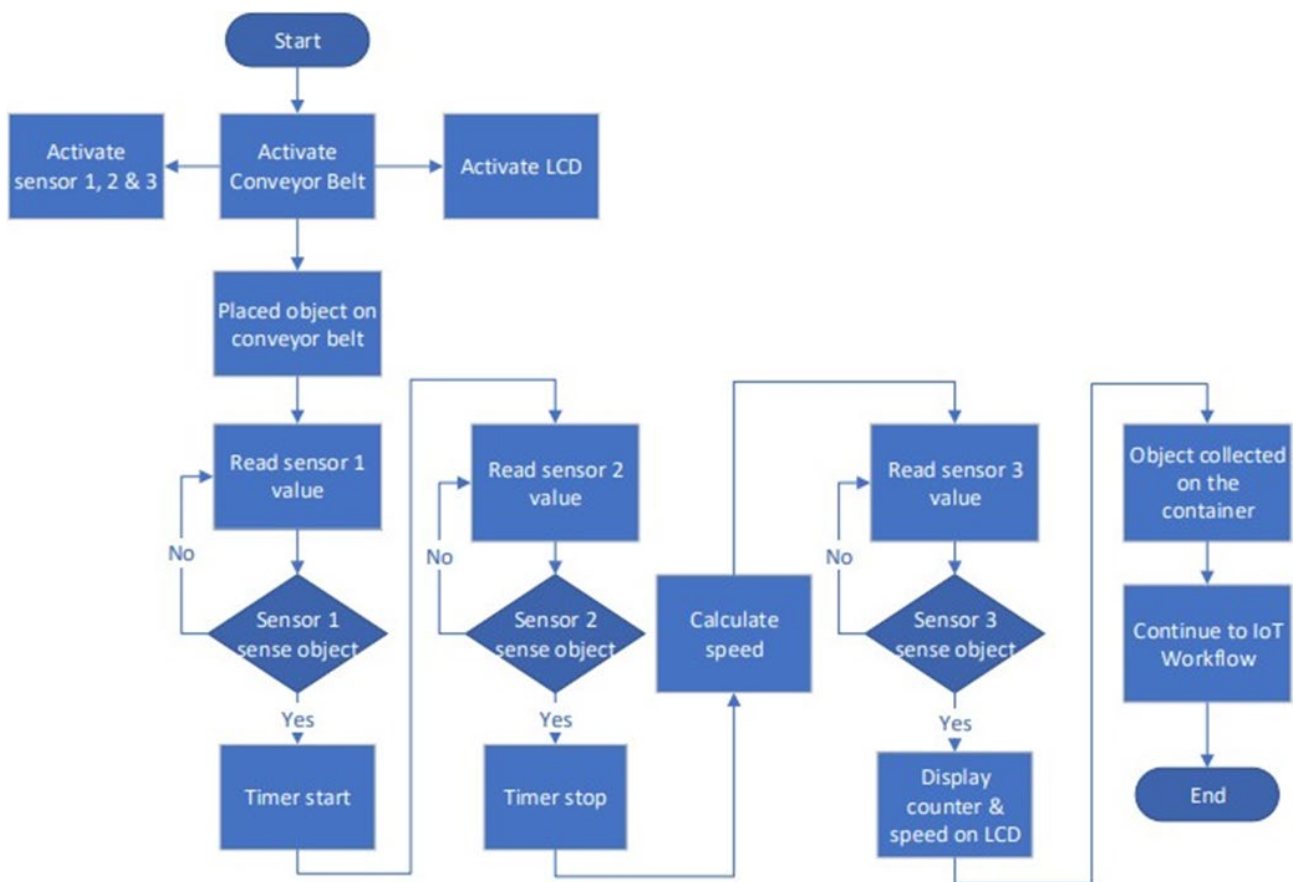 Start
Activate
sensor 1, 2 & 3
Activate
Conveyor Belt
Activate LCD
Placed object on
conveyor belt
Read sensor 1
value
No
Sensor 1
sense object
Yes
Timer start
Read sensor 2
value
No
Sensor 2
sense object
Yes
Timer stop
Calculate
speed
Read sensor 3
value
No
Sensor 3
sense object
Yes
Display
counter &
speed on LCD
Object collected
on the
container
Continue to IoT
Workflow
End